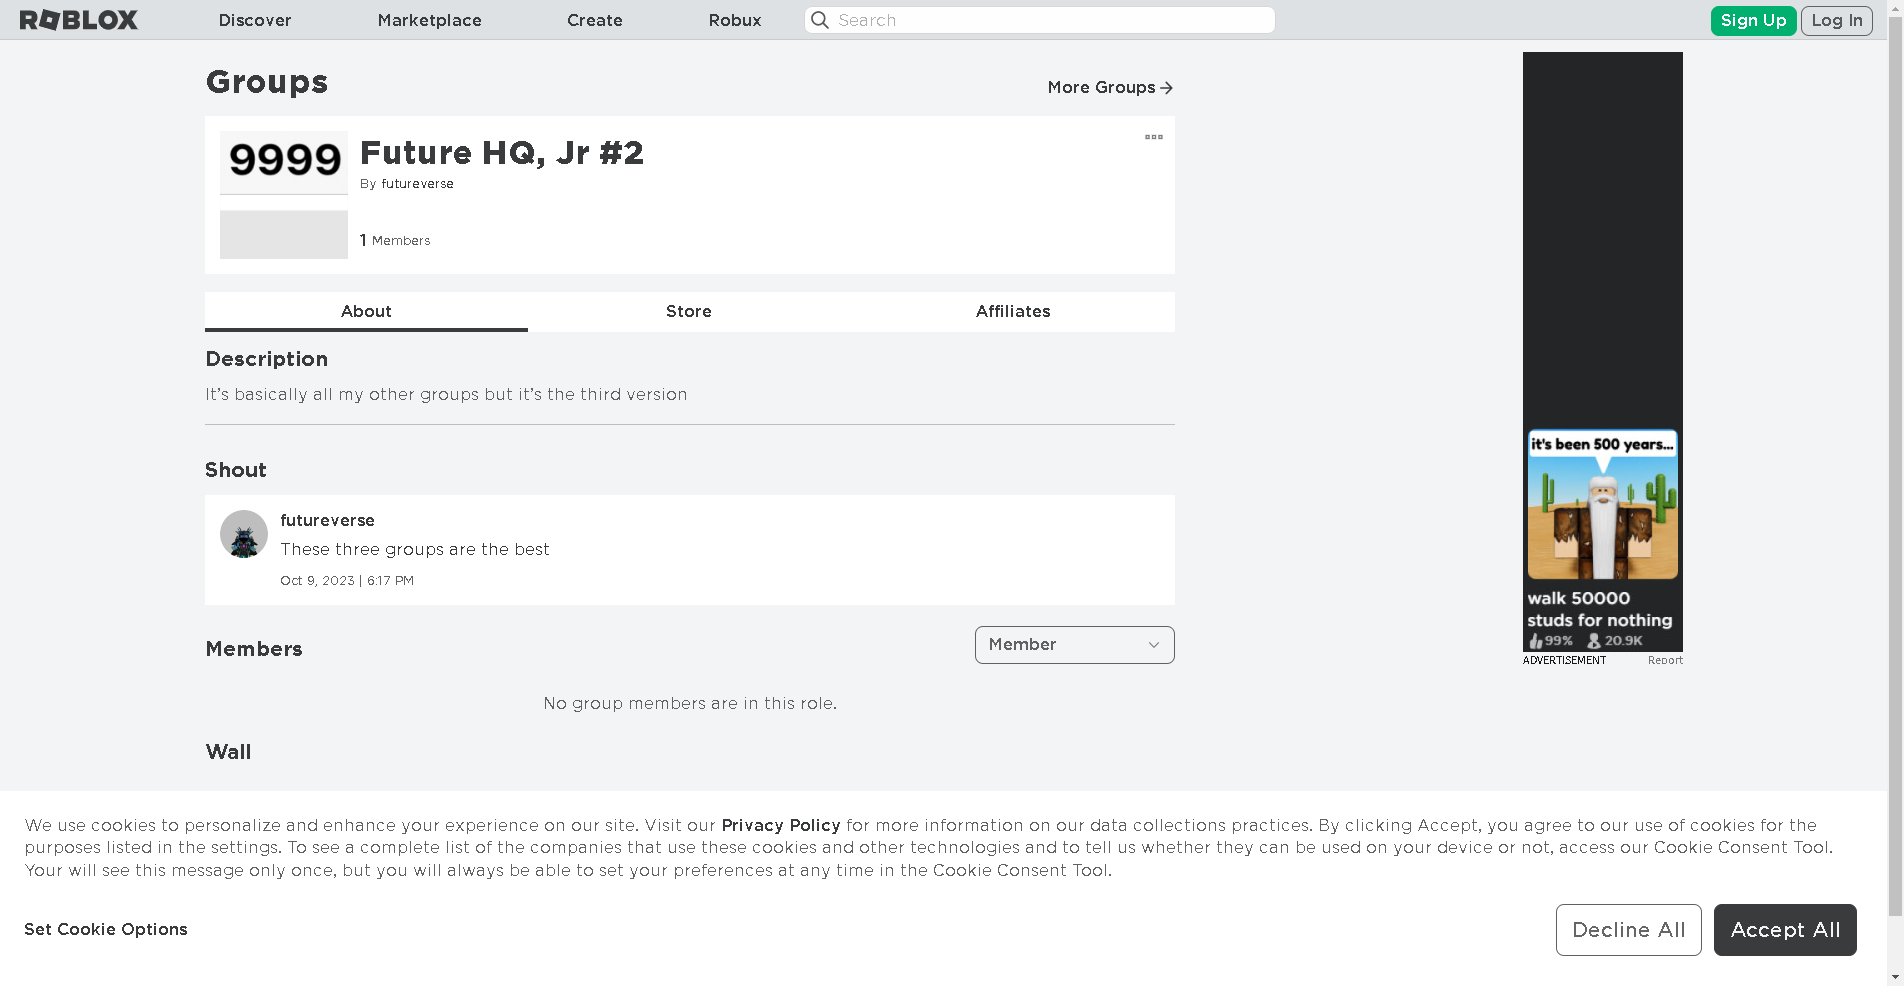 ROBLOX
Discover
Marketplace
Create
Robux
Search
Sign Up
Log In
Groups
More Groups
9999
Future HQ, Jr #2
By futureverse
1 Members
About
Store
Affiliates
Description
It's basically all my other groups but it's the third version
Shout
futureverse
These three groups are the best
Oct 9, 2023 | 6:17 PM
Members
Member
No group members are in this role.
Wall
it's been 500 years...
walk 50000
studs for nothing
99% 20.9K
ADVERTISEMENT
Report
We use cookies to personalize and enhance your experience on our site. Visit our Privacy Policy for more information on our data collections practices. By clicking Accept, you agree to our use of cookies for the
purposes listed in the settings. To see a complete list of the companies that use these cookies and other technologies and to tell us whether they can be used on your device or not, access our Cookie Consent Tool.
Your will see this message only once, but you will always be able to set your preferences at any time in the Cookie Consent Tool.
Set Cookie Options
Decline All
Accept All